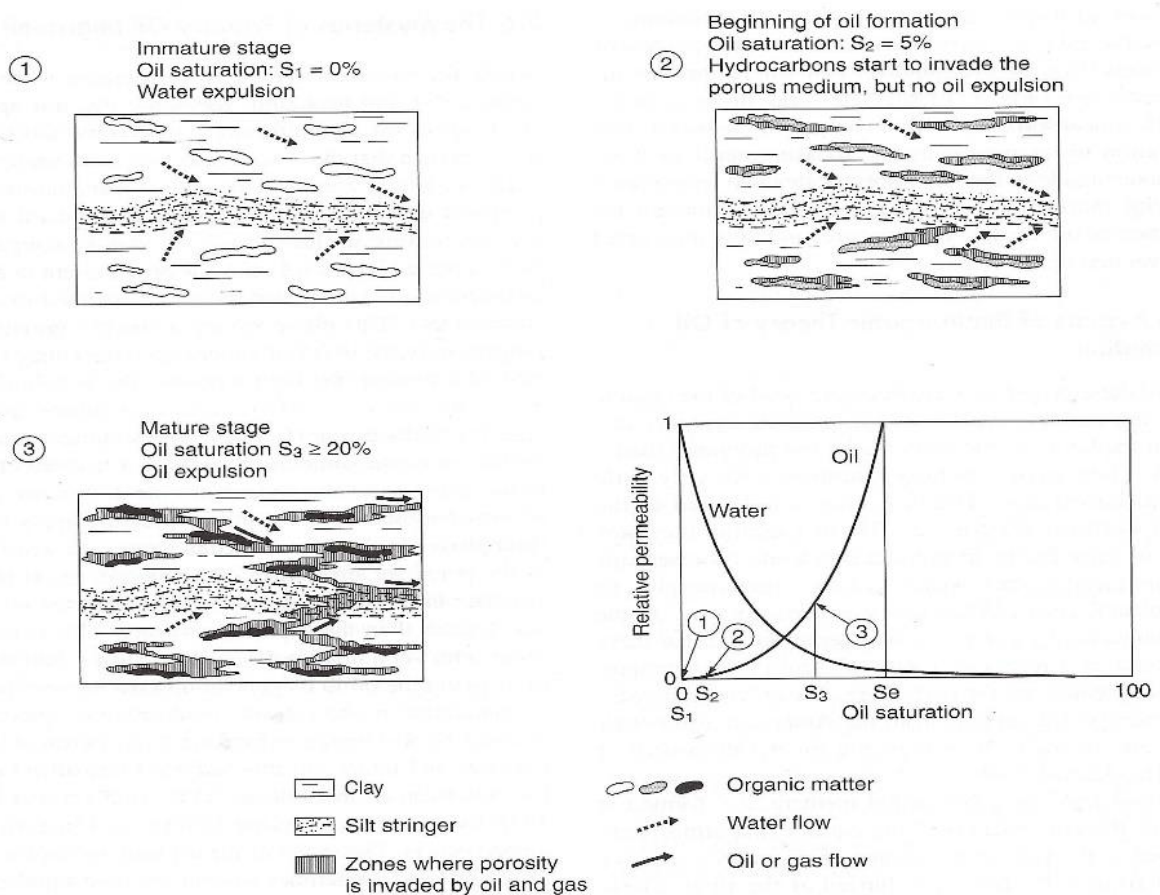 1
Immature stage
Oil saturation: S₁ = 0%
Water expulsion
2
Beginning of oil formation
Oil saturation: S₂ = 5%
Hydrocarbons start to invade the
porous medium, but no oil expulsion
3
Mature stage
Oil saturation S₃ ≥ 20%
Oil expulsion
1
Oil
Water
Relative permeability
1
2
3
0
0 S₂ S₃ Se 100
S₁ Oil saturation
Clay
Silt stringer
Zones where porosity
is invaded by oil and gas
Organic matter
Water flow
Oil or gas flow